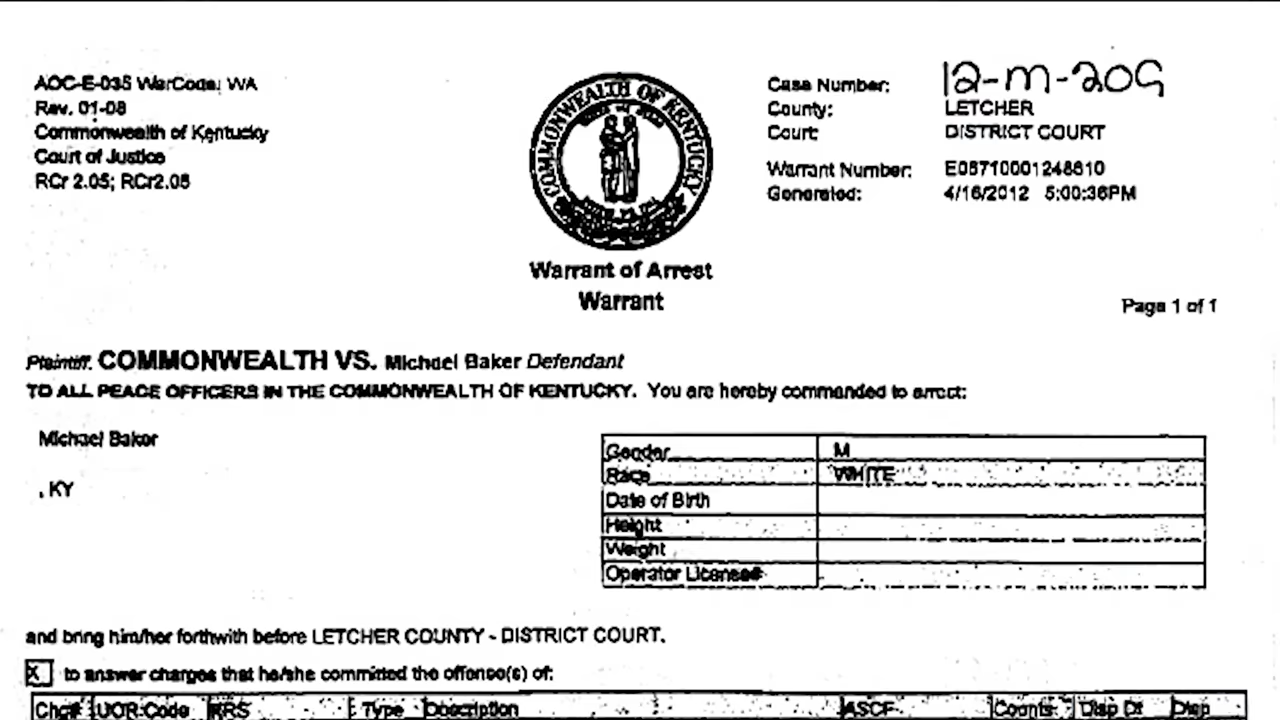 AOC-E-035 WarCode: WA
Rev. 01-08
Commonwealth of Kentucky
Court of Justice
RCr 2.05; RCr2.06
COMMONWEALTH OF KENTUCKY
Case Number: 12-M-209
County: LETCHER
Court: DISTRICT COURT
Warrant Number: E06710001248610
Generated: 4/16/2012 5:00:36PM
Warrant of Arrest
Warrant
Page 1 of 1
Plaintiff. COMMONWEALTH VS. Michael Baker Defendant
TO ALL PEACE OFFICERS IN THE COMMONWEALTH OF KENTUCKY. You are hereby commanded to arrest:
Michael Baker
, KY
Gender M
Race WHITE
Date of Birth
Height
Weight
Operator License#
and bring him/her forthwith before LETCHER COUNTY - DISTRICT COURT.
X to answer charges that he/she committed the offense(s) of:
Chg# UOR Code KRS Type Description ASCF Counts Disp Dt Disp